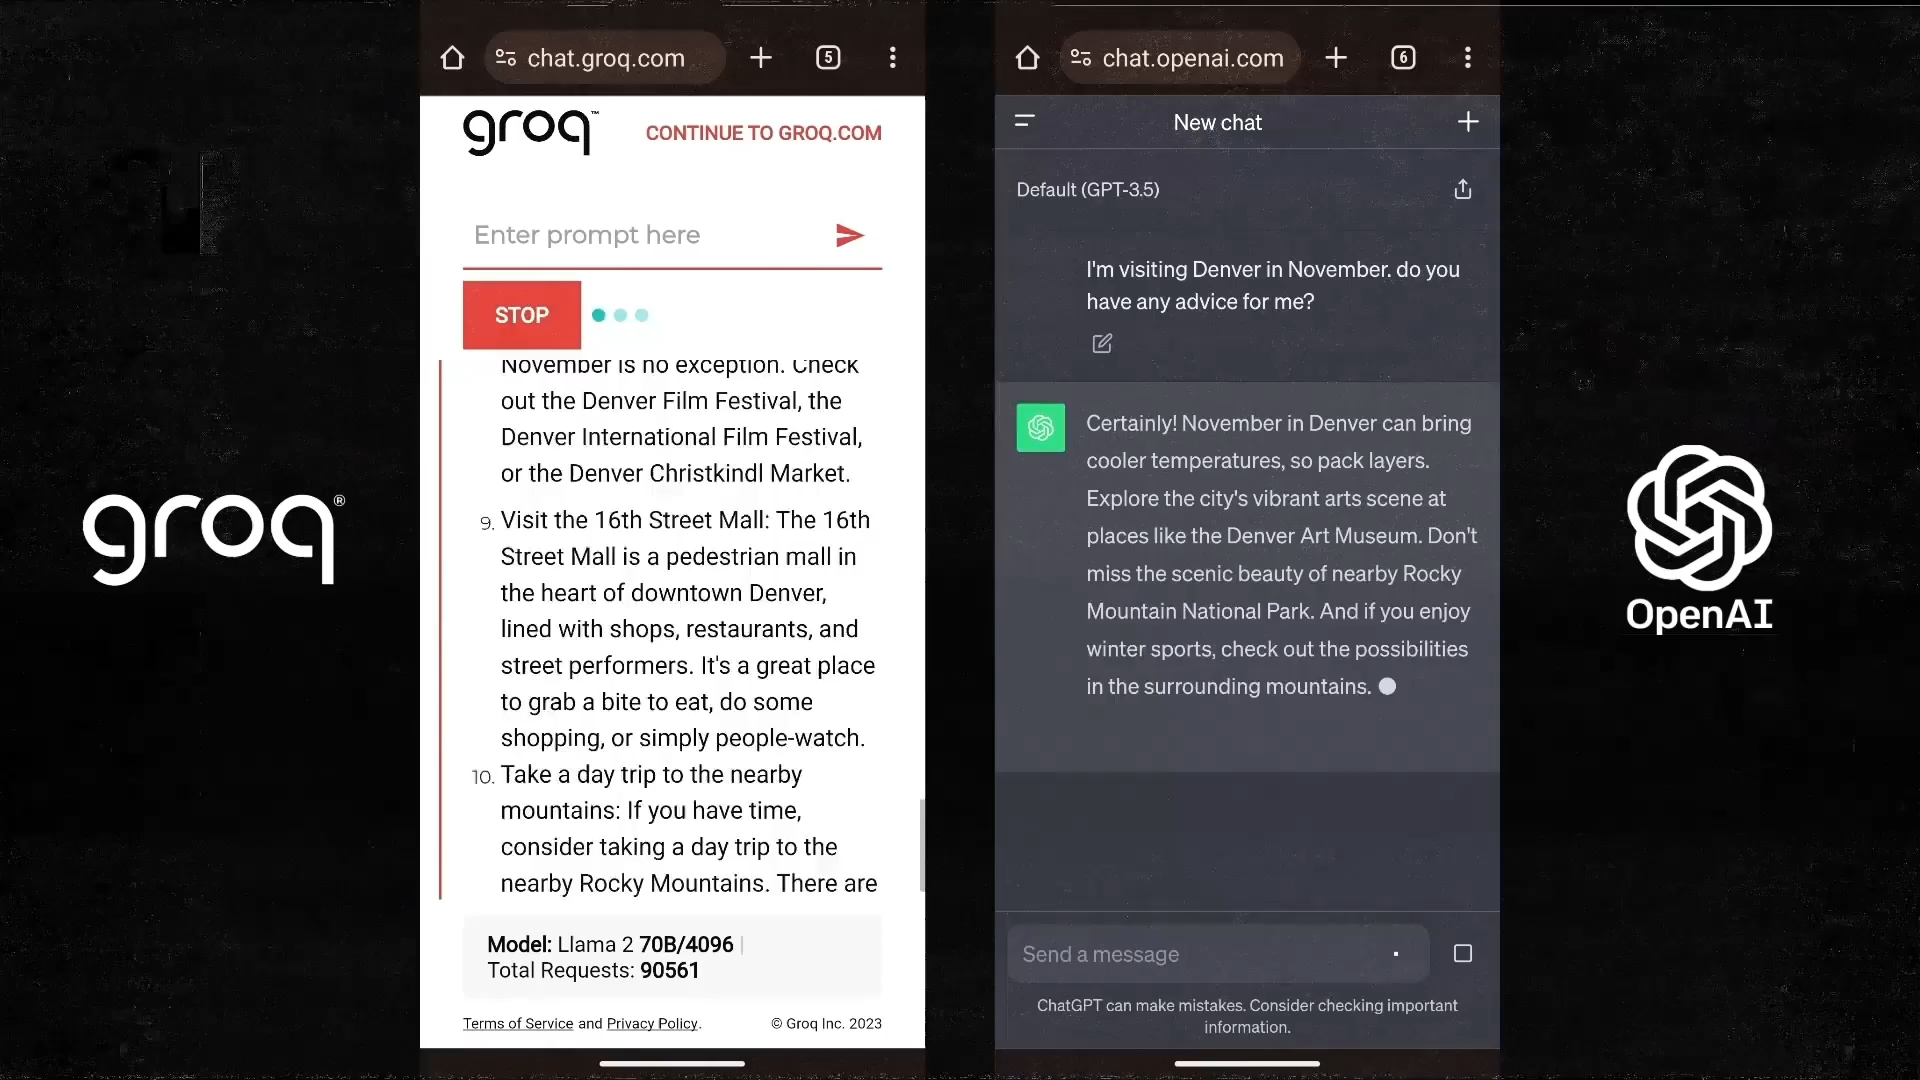 groq®
chat.groq.com
5
groq™
CONTINUE TO GROQ.COM
Enter prompt here
STOP
November is no exception. Check
out the Denver Film Festival, the
Denver International Film Festival,
or the Denver Christkindl Market.
9. Visit the 16th Street Mall: The 16th
Street Mall is a pedestrian mall in
the heart of downtown Denver,
lined with shops, restaurants, and
street performers. It's a great place
to grab a bite to eat, do some
shopping, or simply people-watch.
10. Take a day trip to the nearby
mountains: If you have time,
consider taking a day trip to the
nearby Rocky Mountains. There are
Model: Llama 2 70B/4096 |
Total Requests: 90561
Terms of Service and Privacy Policy.
© Groq Inc. 2023
chat.openai.com
6
New chat
Default (GPT-3.5)
I'm visiting Denver in November. do you
have any advice for me?
Certainly! November in Denver can bring
cooler temperatures, so pack layers.
Explore the city's vibrant arts scene at
places like the Denver Art Museum. Don't
miss the scenic beauty of nearby Rocky
Mountain National Park. And if you enjoy
winter sports, check out the possibilities
in the surrounding mountains.
Send a message
ChatGPT can make mistakes. Consider checking important
information.
OpenAI